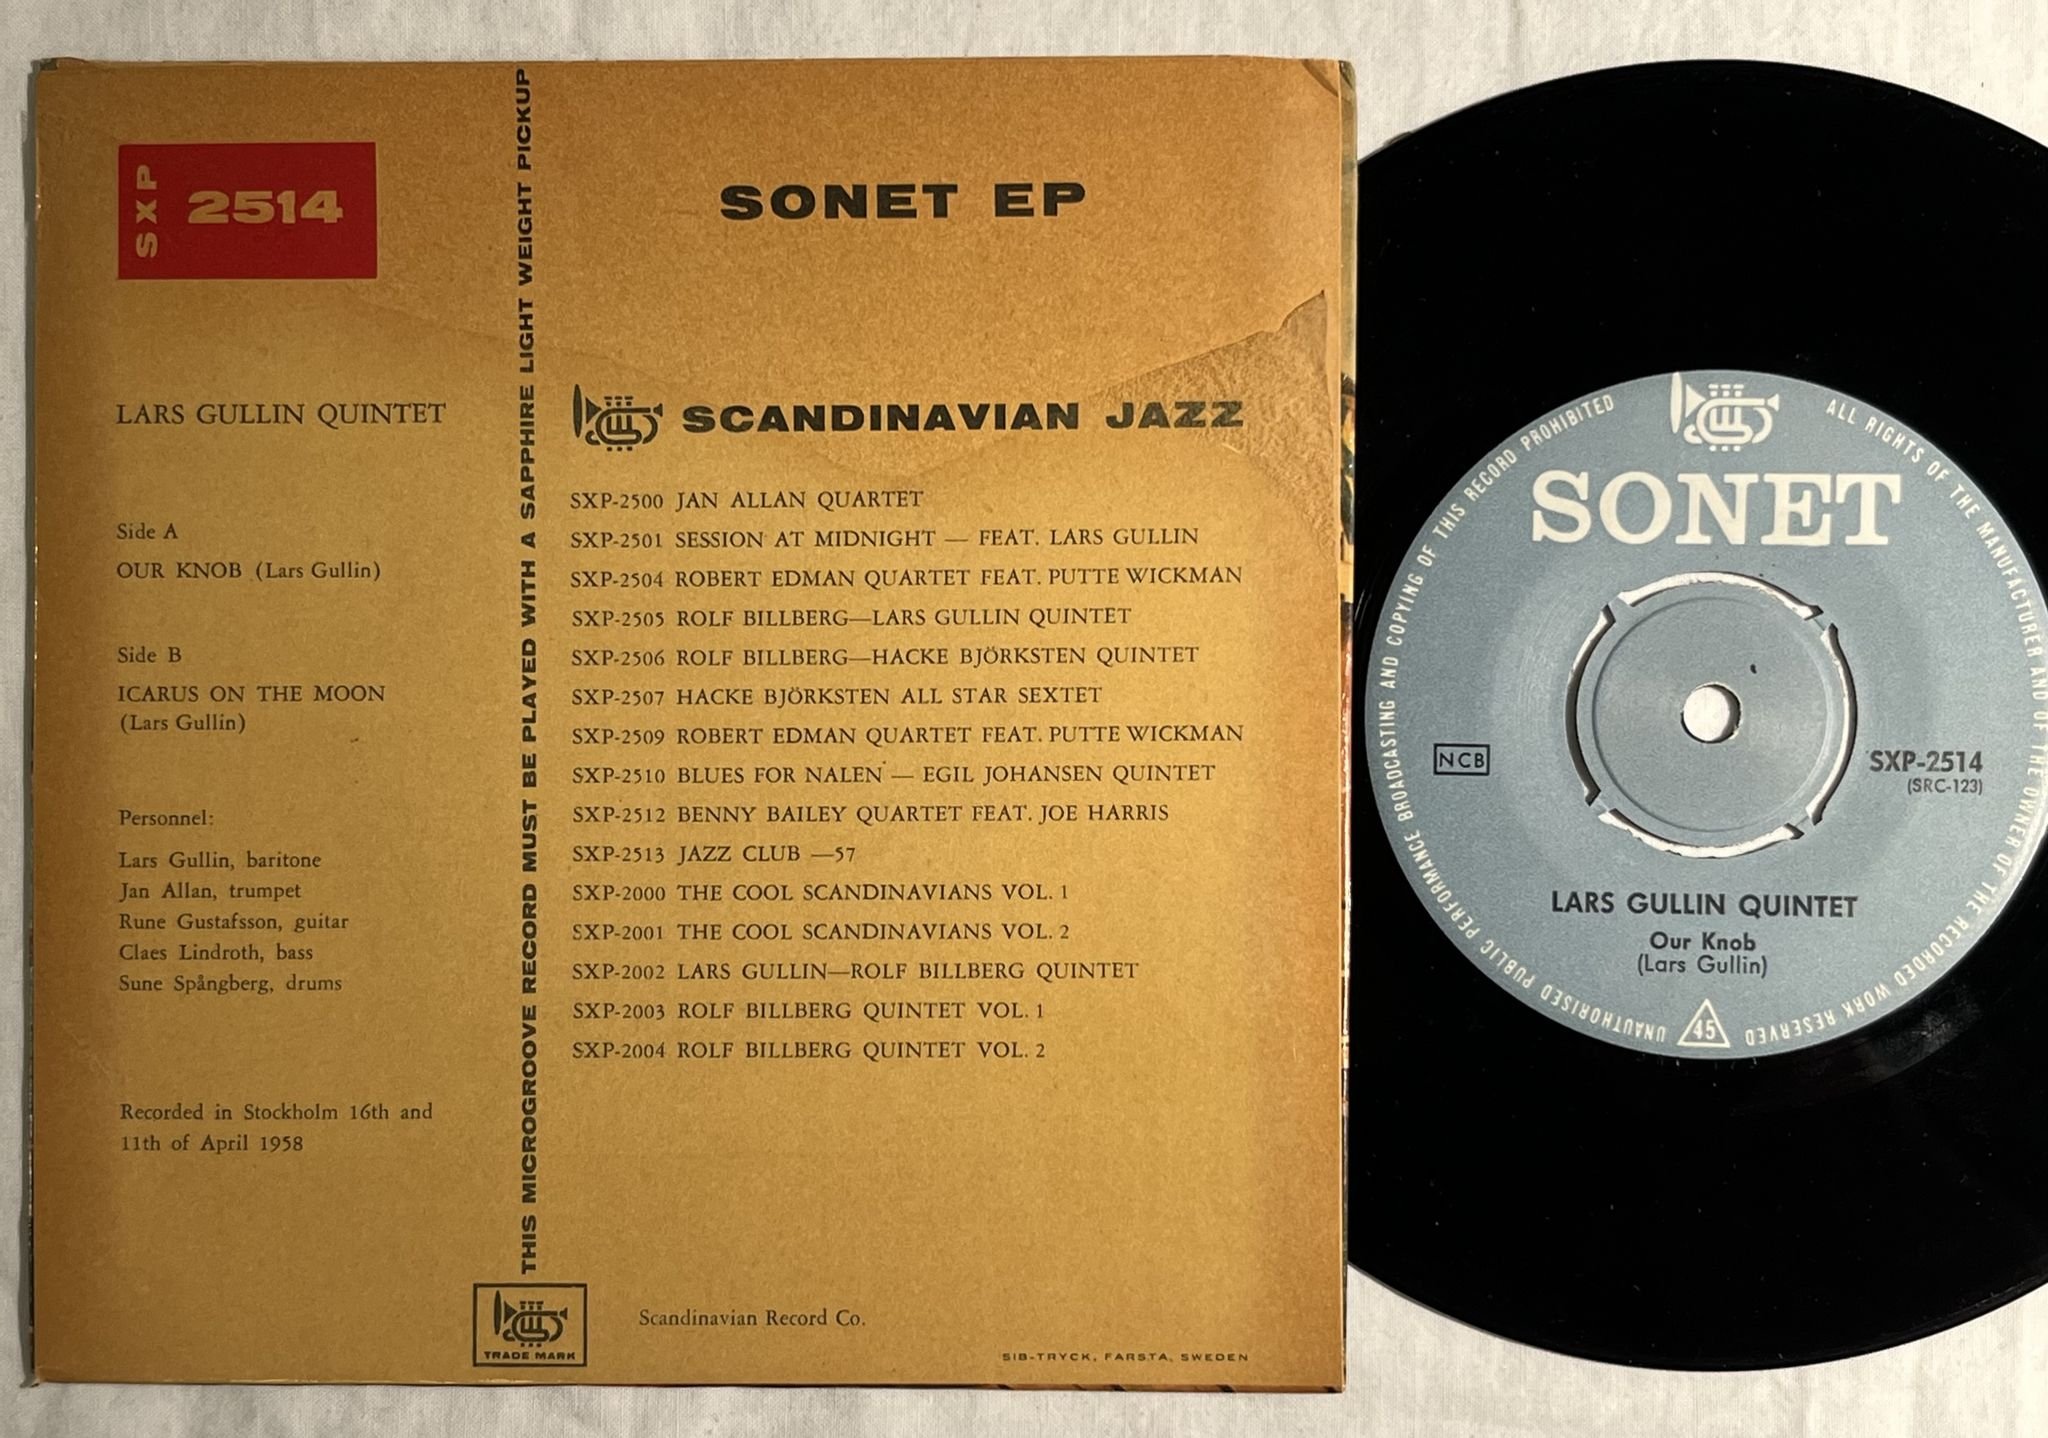 SXP 2514
LARS GULLIN QUINTET
Side A
OUR KNOB (Lars Gullin)
Side B
ICARUS ON THE MOON
(Lars Gullin)
Personnel:
Lars Gullin, baritone
Jan Allan, trumpet
Rune Gustafsson, guitar
Claes Lindroth, bass
Sune Spångberg, drums
Recorded in Stockholm 16th and
11th of April 1958
THIS MICROGROOVE RECORD MUST BE PLAYED WITH A SAPPHIRE LIGHT WEIGHT PICKUP
TRADE MARK
SONET EP
SCANDINAVIAN JAZZ
SXP-2500 JAN ALLAN QUARTET
SXP-2501 SESSION AT MIDNIGHT — FEAT. LARS GULLIN
SXP-2504 ROBERT EDMAN QUARTET FEAT. PUTTE WICKMAN
SXP-2505 ROLF BILLBERG—LARS GULLIN QUINTET
SXP-2506 ROLF BILLBERG—HACKE BJÖRKSTEN QUINTET
SXP-2507 HACKE BJÖRKSTEN ALL STAR SEXTET
SXP-2509 ROBERT EDMAN QUARTET FEAT. PUTTE WICKMAN
SXP-2510 BLUES FOR NALEN — EGIL JOHANSEN QUINTET
SXP-2512 BENNY BAILEY QUARTET FEAT. JOE HARRIS
SXP-2513 JAZZ CLUB —57
SXP-2000 THE COOL SCANDINAVIANS VOL. 1
SXP-2001 THE COOL SCANDINAVIANS VOL. 2
SXP-2002 LARS GULLIN—ROLF BILLBERG QUINTET
SXP-2003 ROLF BILLBERG QUINTET VOL. 1
SXP-2004 ROLF BILLBERG QUINTET VOL. 2
Scandinavian Record Co.
SIB-TRYCK, FARSTA, SWEDEN
ALL RIGHTS OF THE MANUFACTURER AND OF THE OWNER OF THE RECORDED WORK RESERVED
UNAUTHORISED PUBLIC PERFORMANCE BROADCASTING AND COPYING OF THIS RECORD PROHIBITED
SONET
NCB
SXP-2514
(SRC-123)
LARS GULLIN QUINTET
Our Knob
(Lars Gullin)
45